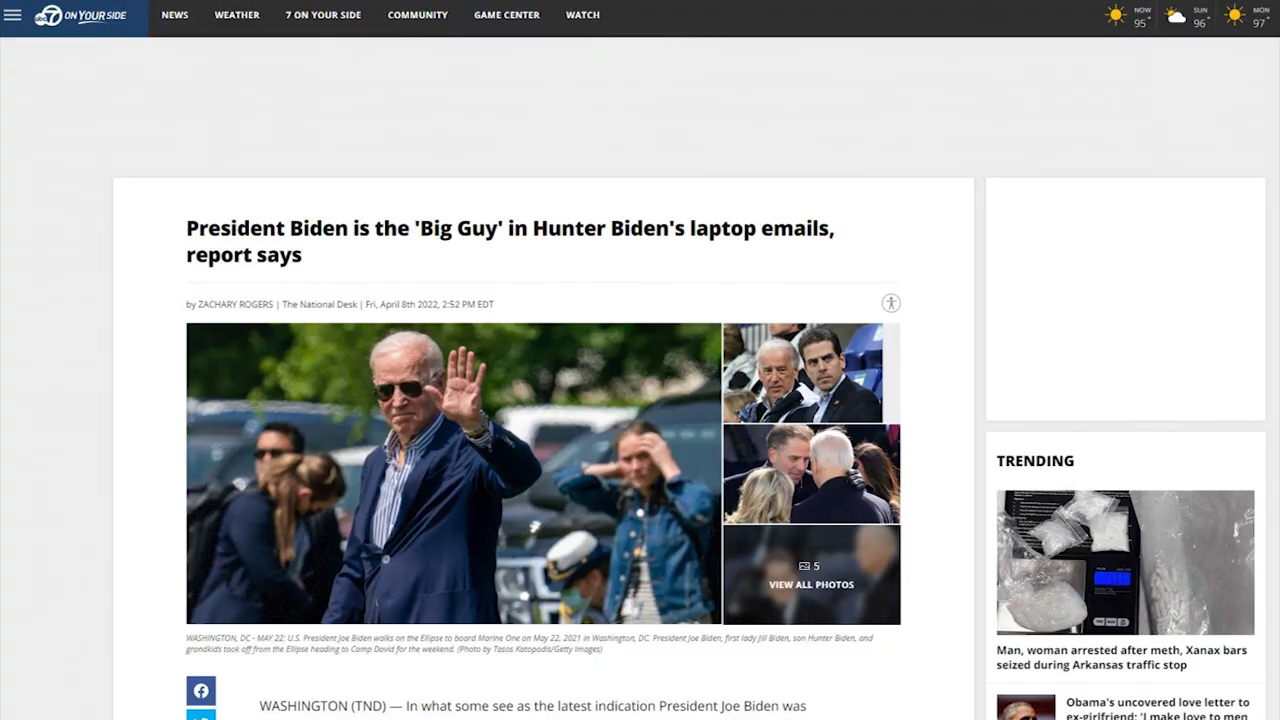 7 ON YOUR SIDE
NEWS
WEATHER
7 ON YOUR SIDE
COMMUNITY
GAME CENTER
WATCH
NOW
95°
SUN
96°
MON
97°
President Biden is the 'Big Guy' in Hunter Biden's laptop emails,
report says
by ZACHARY ROGERS | The National Desk | Fri, April 8th 2022, 2:52 PM EDT
5
VIEW ALL PHOTOS
WASHINGTON, DC - MAY 22: U.S. President Joe Biden walks on the Ellipse to board Marine One on May 22, 2021 in Washington, DC. President Joe Biden, first lady Jill Biden, son Hunter Biden, and
grandkids took off from the Ellipse heading to Camp David for the weekend. (Photo by Tasos Katopodis/Getty Images)
WASHINGTON (TND) — In what some see as the latest indication President Joe Biden was
TRENDING
Man, woman arrested after meth, Xanax bars
seized during Arkansas traffic stop
Obama's uncovered love letter to
ex-girlfriend: 'I make love to men